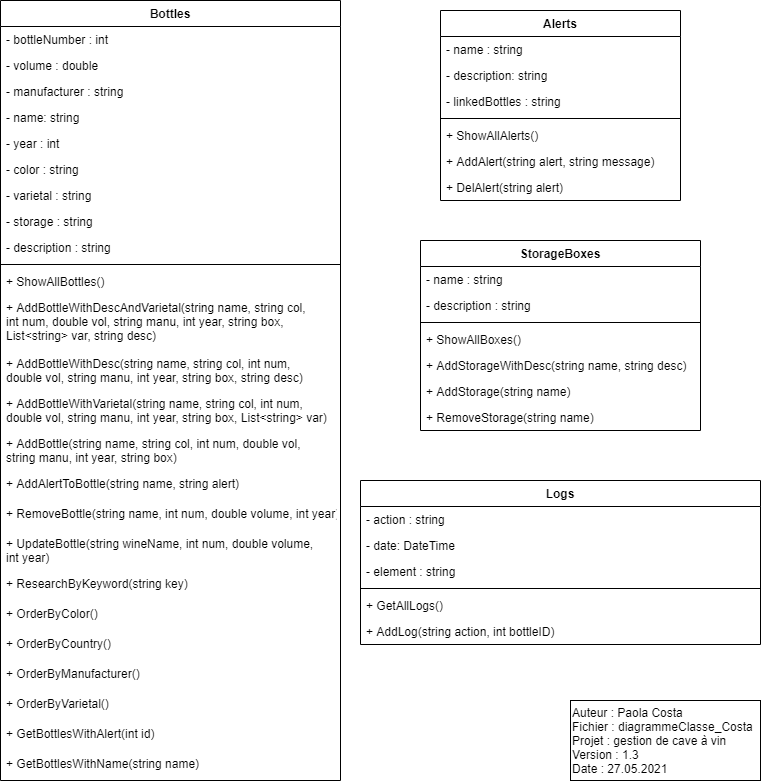 Bottles
- bottleNumber : int
- volume : double
- manufacturer : string
- name: string
- year : int
- color : string
- varietal : string
- storage : string
- description : string
+ ShowAllBottles()
+ AddBottleWithDescAndVarietal(string name, string col,
int num, double vol, string manu, int year, string box,
List<string> var, string desc)
+ AddBottleWithDesc(string name, string col, int num,
double vol, string manu, int year, string box, string desc)
+ AddBottleWithVarietal(string name, string col, int num,
double vol, string manu, int year, string box, List<string> var)
+ AddBottle(string name, string col, int num, double vol,
string manu, int year, string box)
+ AddAlertToBottle(string name, string alert)
+ RemoveBottle(string name, int num, double volume, int year)
+ UpdateBottle(string wineName, int num, double volume,
int year)
+ ResearchByKeyword(string key)
+ OrderByColor()
+ OrderByCountry()
+ OrderByManufacturer()
+ OrderByVarietal()
+ GetBottlesWithAlert(int id)
+ GetBottlesWithName(string name)
Alerts
- name : string
- description: string
- linkedBottles : string
+ ShowAllAlerts()
+ AddAlert(string alert, string message)
+ DelAlert(string alert)
StorageBoxes
- name : string
- description : string
+ ShowAllBoxes()
+ AddStorageWithDesc(string name, string desc)
+ AddStorage(string name)
+ RemoveStorage(string name)
Logs
- action : string
- date: DateTime
- element : string
+ GetAllLogs()
+ AddLog(string action, int bottleID)
Auteur : Paola Costa
Fichier : diagrammeClasse_Costa
Projet : gestion de cave à vin
Version : 1.3
Date : 27.05.2021